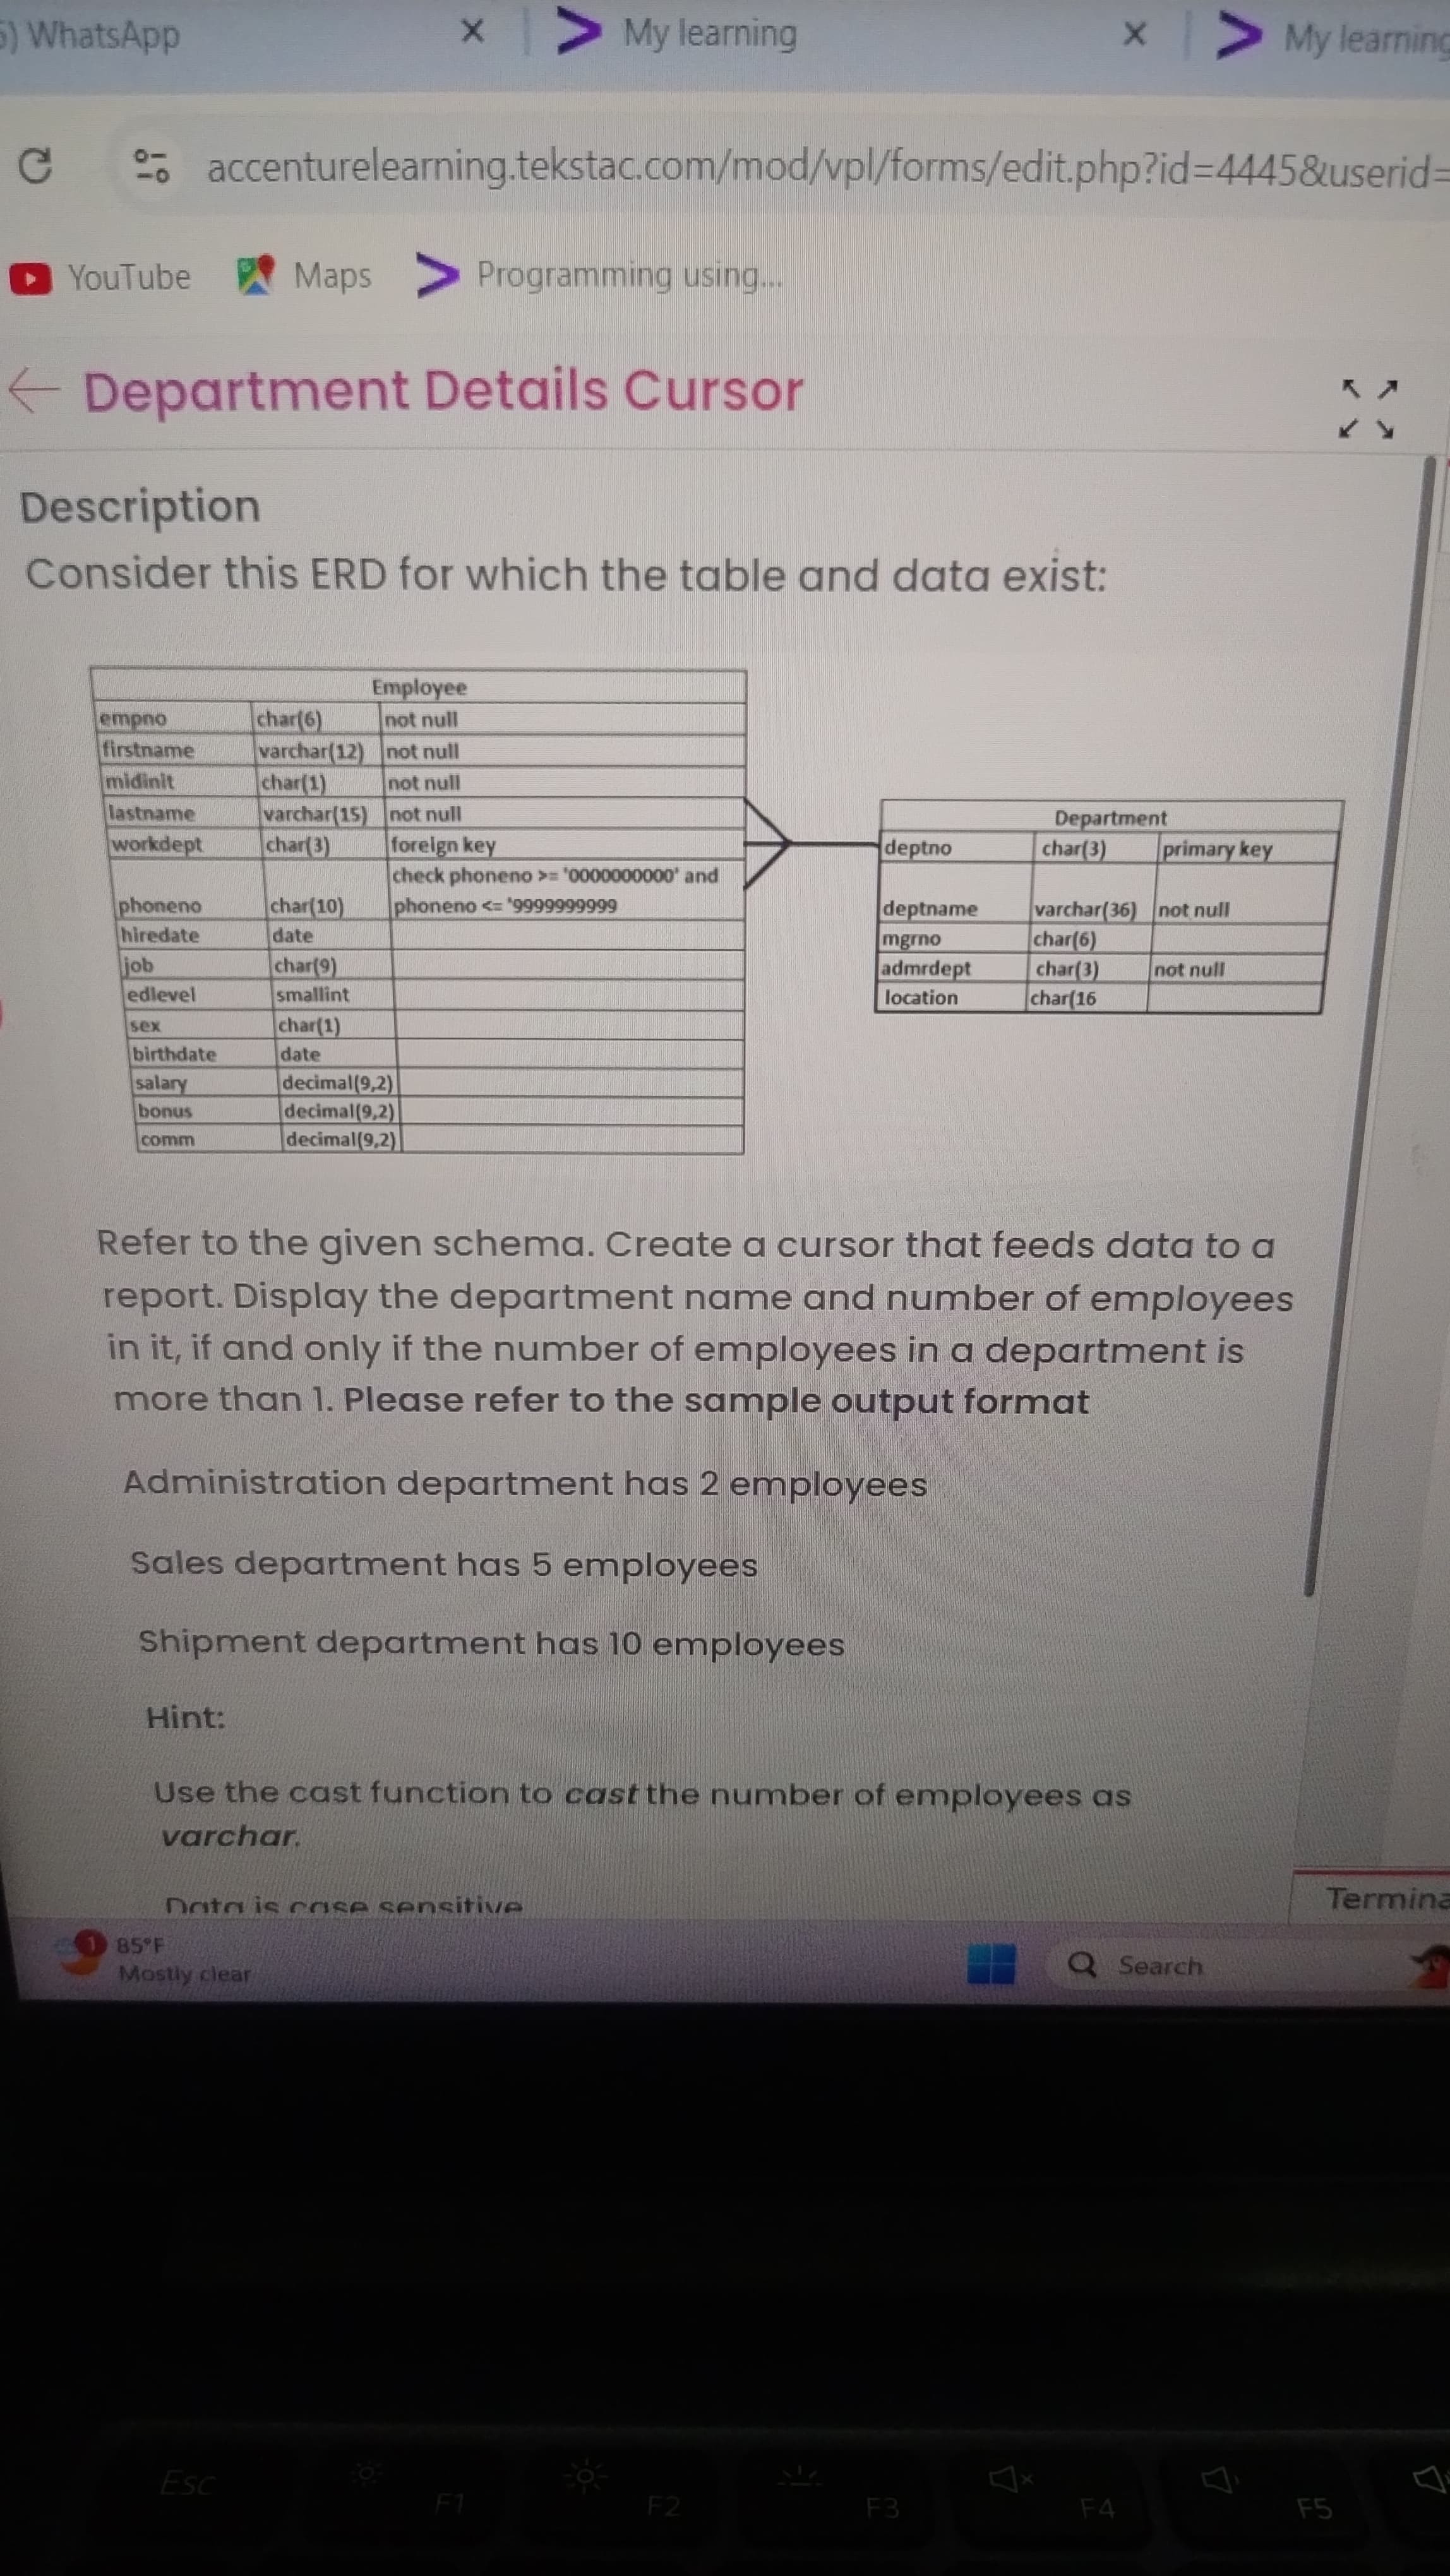 5) WhatsApp × My learning × My learning
accenturelearning.tekstac.com/mod/vpl/forms/edit.php?id=4445&userid=
YouTube Maps Programming using...
Department Details Cursor
Description
Consider this ERD for which the table and data exist:
Employee
empno char(6) not null
firstname varchar(12) not null
midinit char(1) not null
lastname varchar(15) not null
workdept char(3) foreign key
check phoneno >= '0000000000' and
phoneno char(10) phoneno <= '9999999999
hiredate date
job char(9)
edlevel smallint
sex char(1)
birthdate date
salary decimal(9,2)
bonus decimal(9,2)
comm decimal(9,2)
Department
deptno char(3) primary key
deptname varchar(36) not null
mgrno char(6)
admrdept char(3) not null
location char(16
Refer to the given schema. Create a cursor that feeds data to a
report. Display the department name and number of employees
in it, if and only if the number of employees in a department is
more than 1. Please refer to the sample output format
Administration department has 2 employees
Sales department has 5 employees
Shipment department has 10 employees
Hint:
Use the cast function to cast the number of employees as
varchar.
Data is case sensitive
Termina
1 85°F
Mostly clear
Search
Esc F1 F2 F3 F4 F5